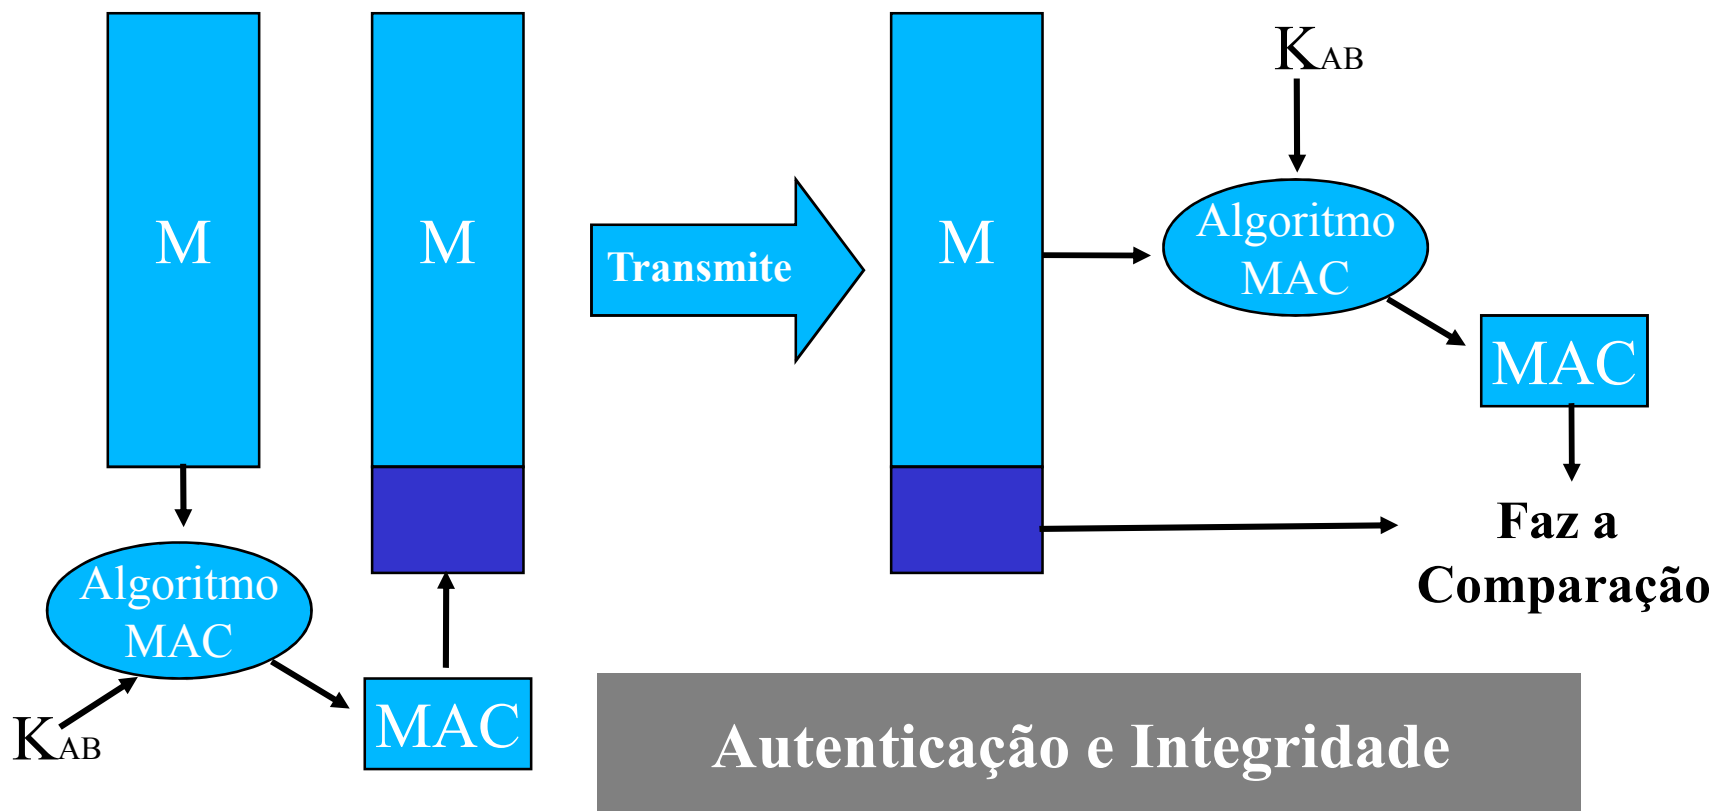 M
M
Algoritmo
MAC
KAB
MAC
Transmite
M
KAB
Algoritmo
MAC
MAC
Faz a
Comparação
Autenticação e Integridade